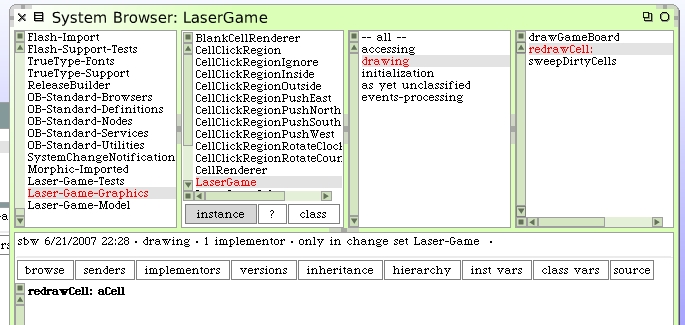 System Browser: LaserGame
Flash-Import
Flash-Support-Tests
TrueType-Fonts
TrueType-Support
ReleaseBuilder
OB-Standard-Browsers
OB-Standard-Definitions
OB-Standard-Nodes
OB-Standard-Services
OB-Standard-Utilities
SystemChangeNotification
Morphic-Imported
Laser-Game-Tests
Laser-Game-Graphics
Laser-Game-Model
BlankCellRenderer
CellClickRegion
CellClickRegionIgnore
CellClickRegionInside
CellClickRegionOutside
CellClickRegionPushEast
CellClickRegionPushNorth
CellClickRegionPushSouth
CellClickRegionPushWest
CellClickRegionRotateClock
CellClickRegionRotateCoun
CellRenderer
LaserGame
instance ? class
-- all --
accessing
drawing
initialization
as yet unclassified
events-processing
drawGameBoard
redrawCell:
sweepDirtyCells
sbw 6/21/2007 22:28 · drawing · 1 implementor · only in change set Laser-Game ·
browse senders implementors versions inheritance hierarchy inst vars class vars source
redrawCell: aCell